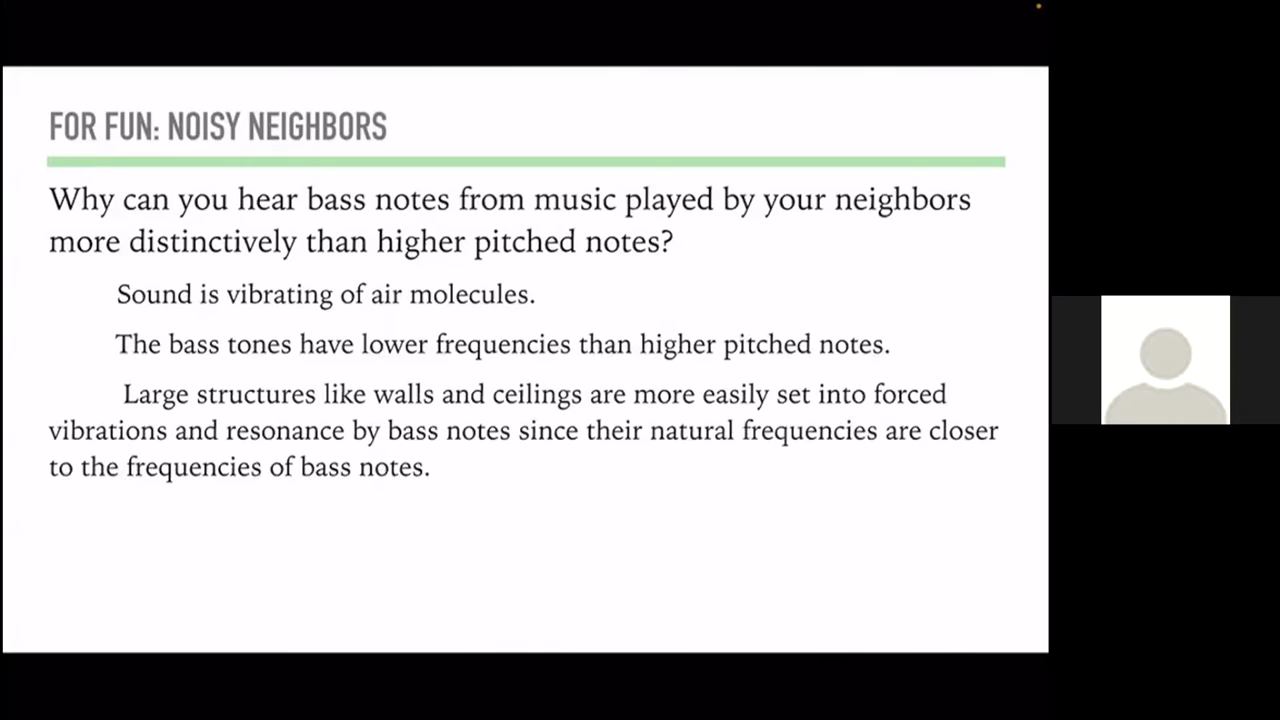 FOR FUN: NOISY NEIGHBORS
Why can you hear bass notes from music played by your neighbors
more distinctively than higher pitched notes?
Sound is vibrating of air molecules.
The bass tones have lower frequencies than higher pitched notes.
Large structures like walls and ceilings are more easily set into forced
vibrations and resonance by bass notes since their natural frequencies are closer
to the frequencies of bass notes.